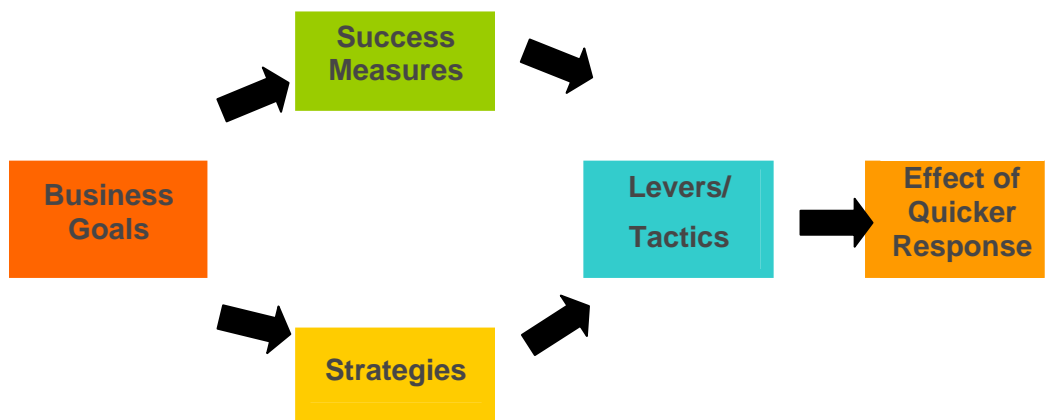 Success
Measures
Business
Goals
Levers/
Tactics
Effect of
Quicker
Response
Strategies